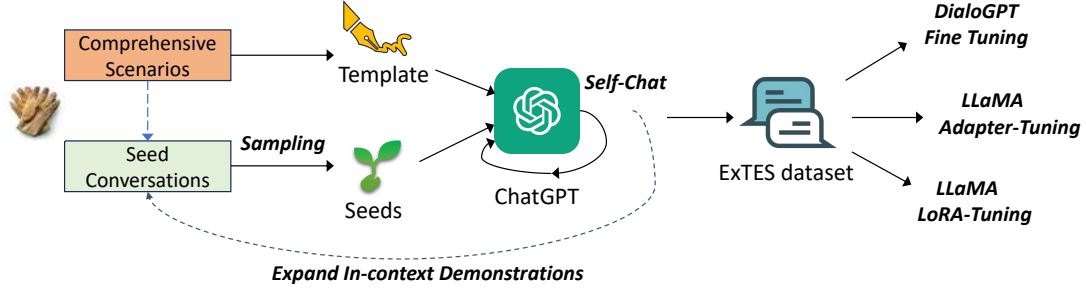 Comprehensive
Scenarios
Template
Seed
Conversations
Sampling
Seeds
ChatGPT
Self-Chat
Expand In-context Demonstrations
ExTES dataset
DialoGPT
Fine Tuning
LLaMA
Adapter-Tuning
LLaMA
LoRA-Tuning